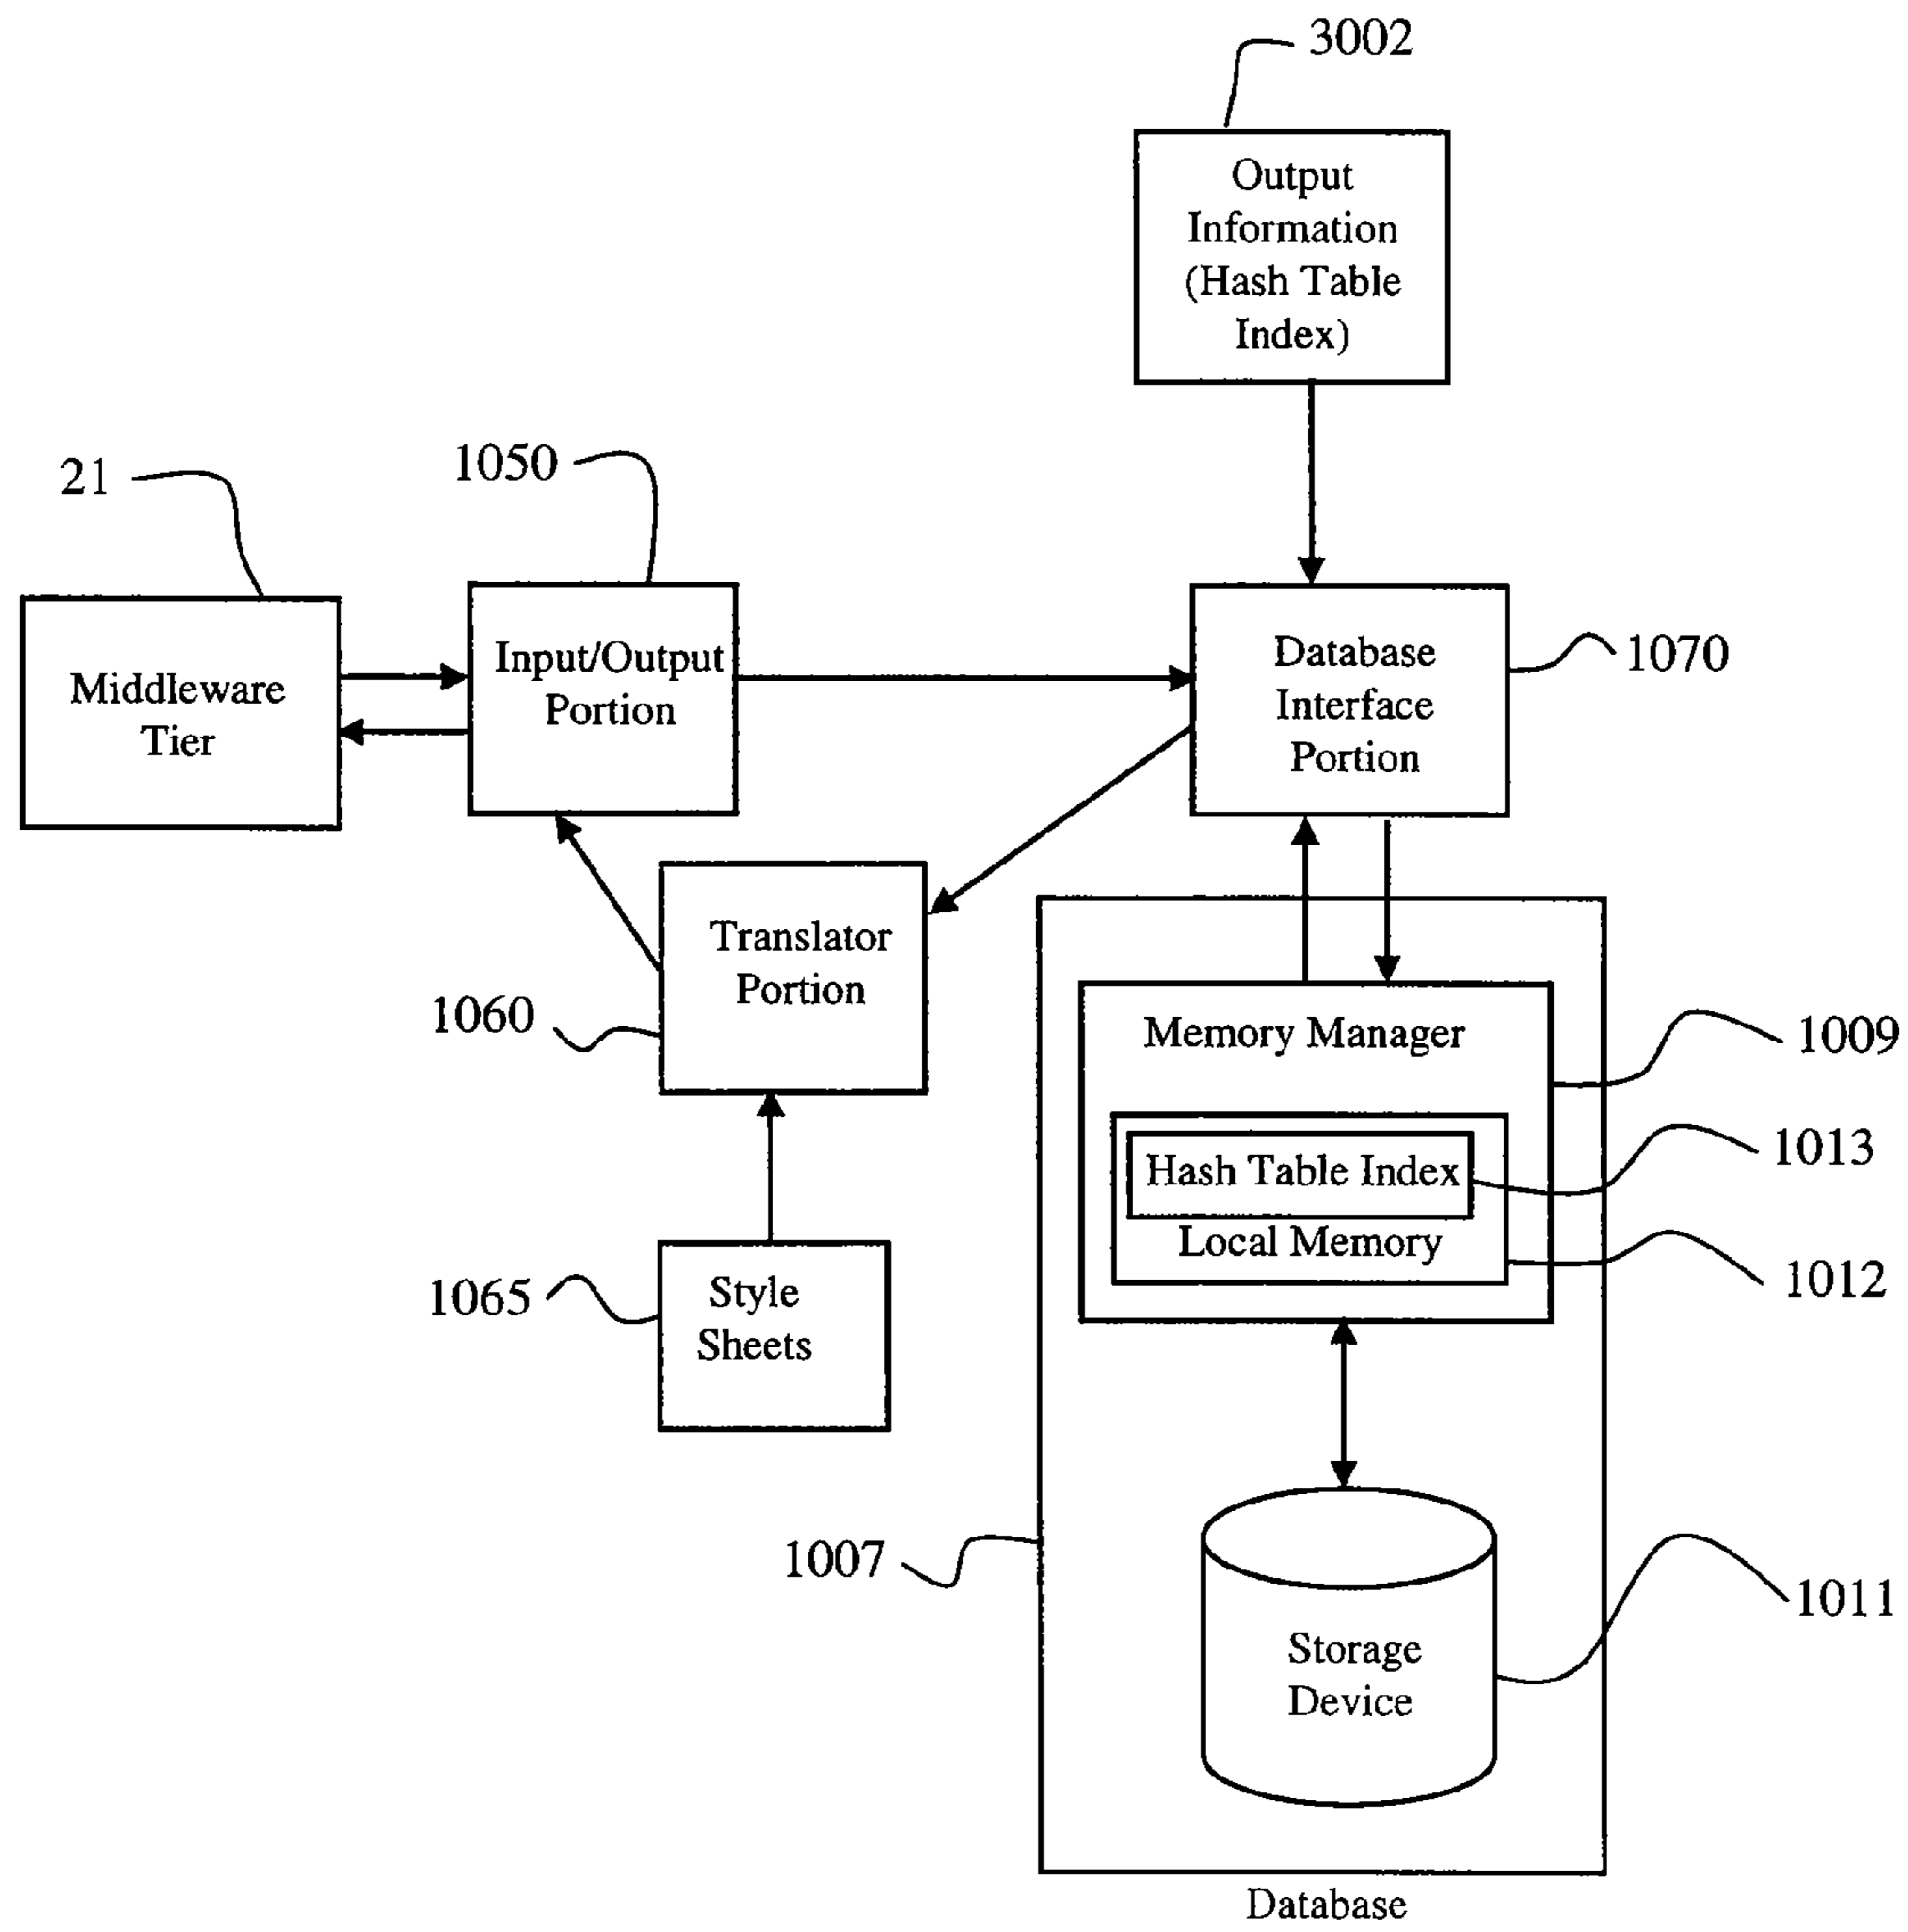 3002
Output
Information
(Hash Table
Index)
21
1050
Middleware
Tier
Input/Output
Portion
Database
Interface
Portion
1070
Translator
Portion
1060
Memory Manager
1009
Hash Table Index
1013
Local Memory
1012
1065
Style
Sheets
1007
Storage
Device
1011
Database